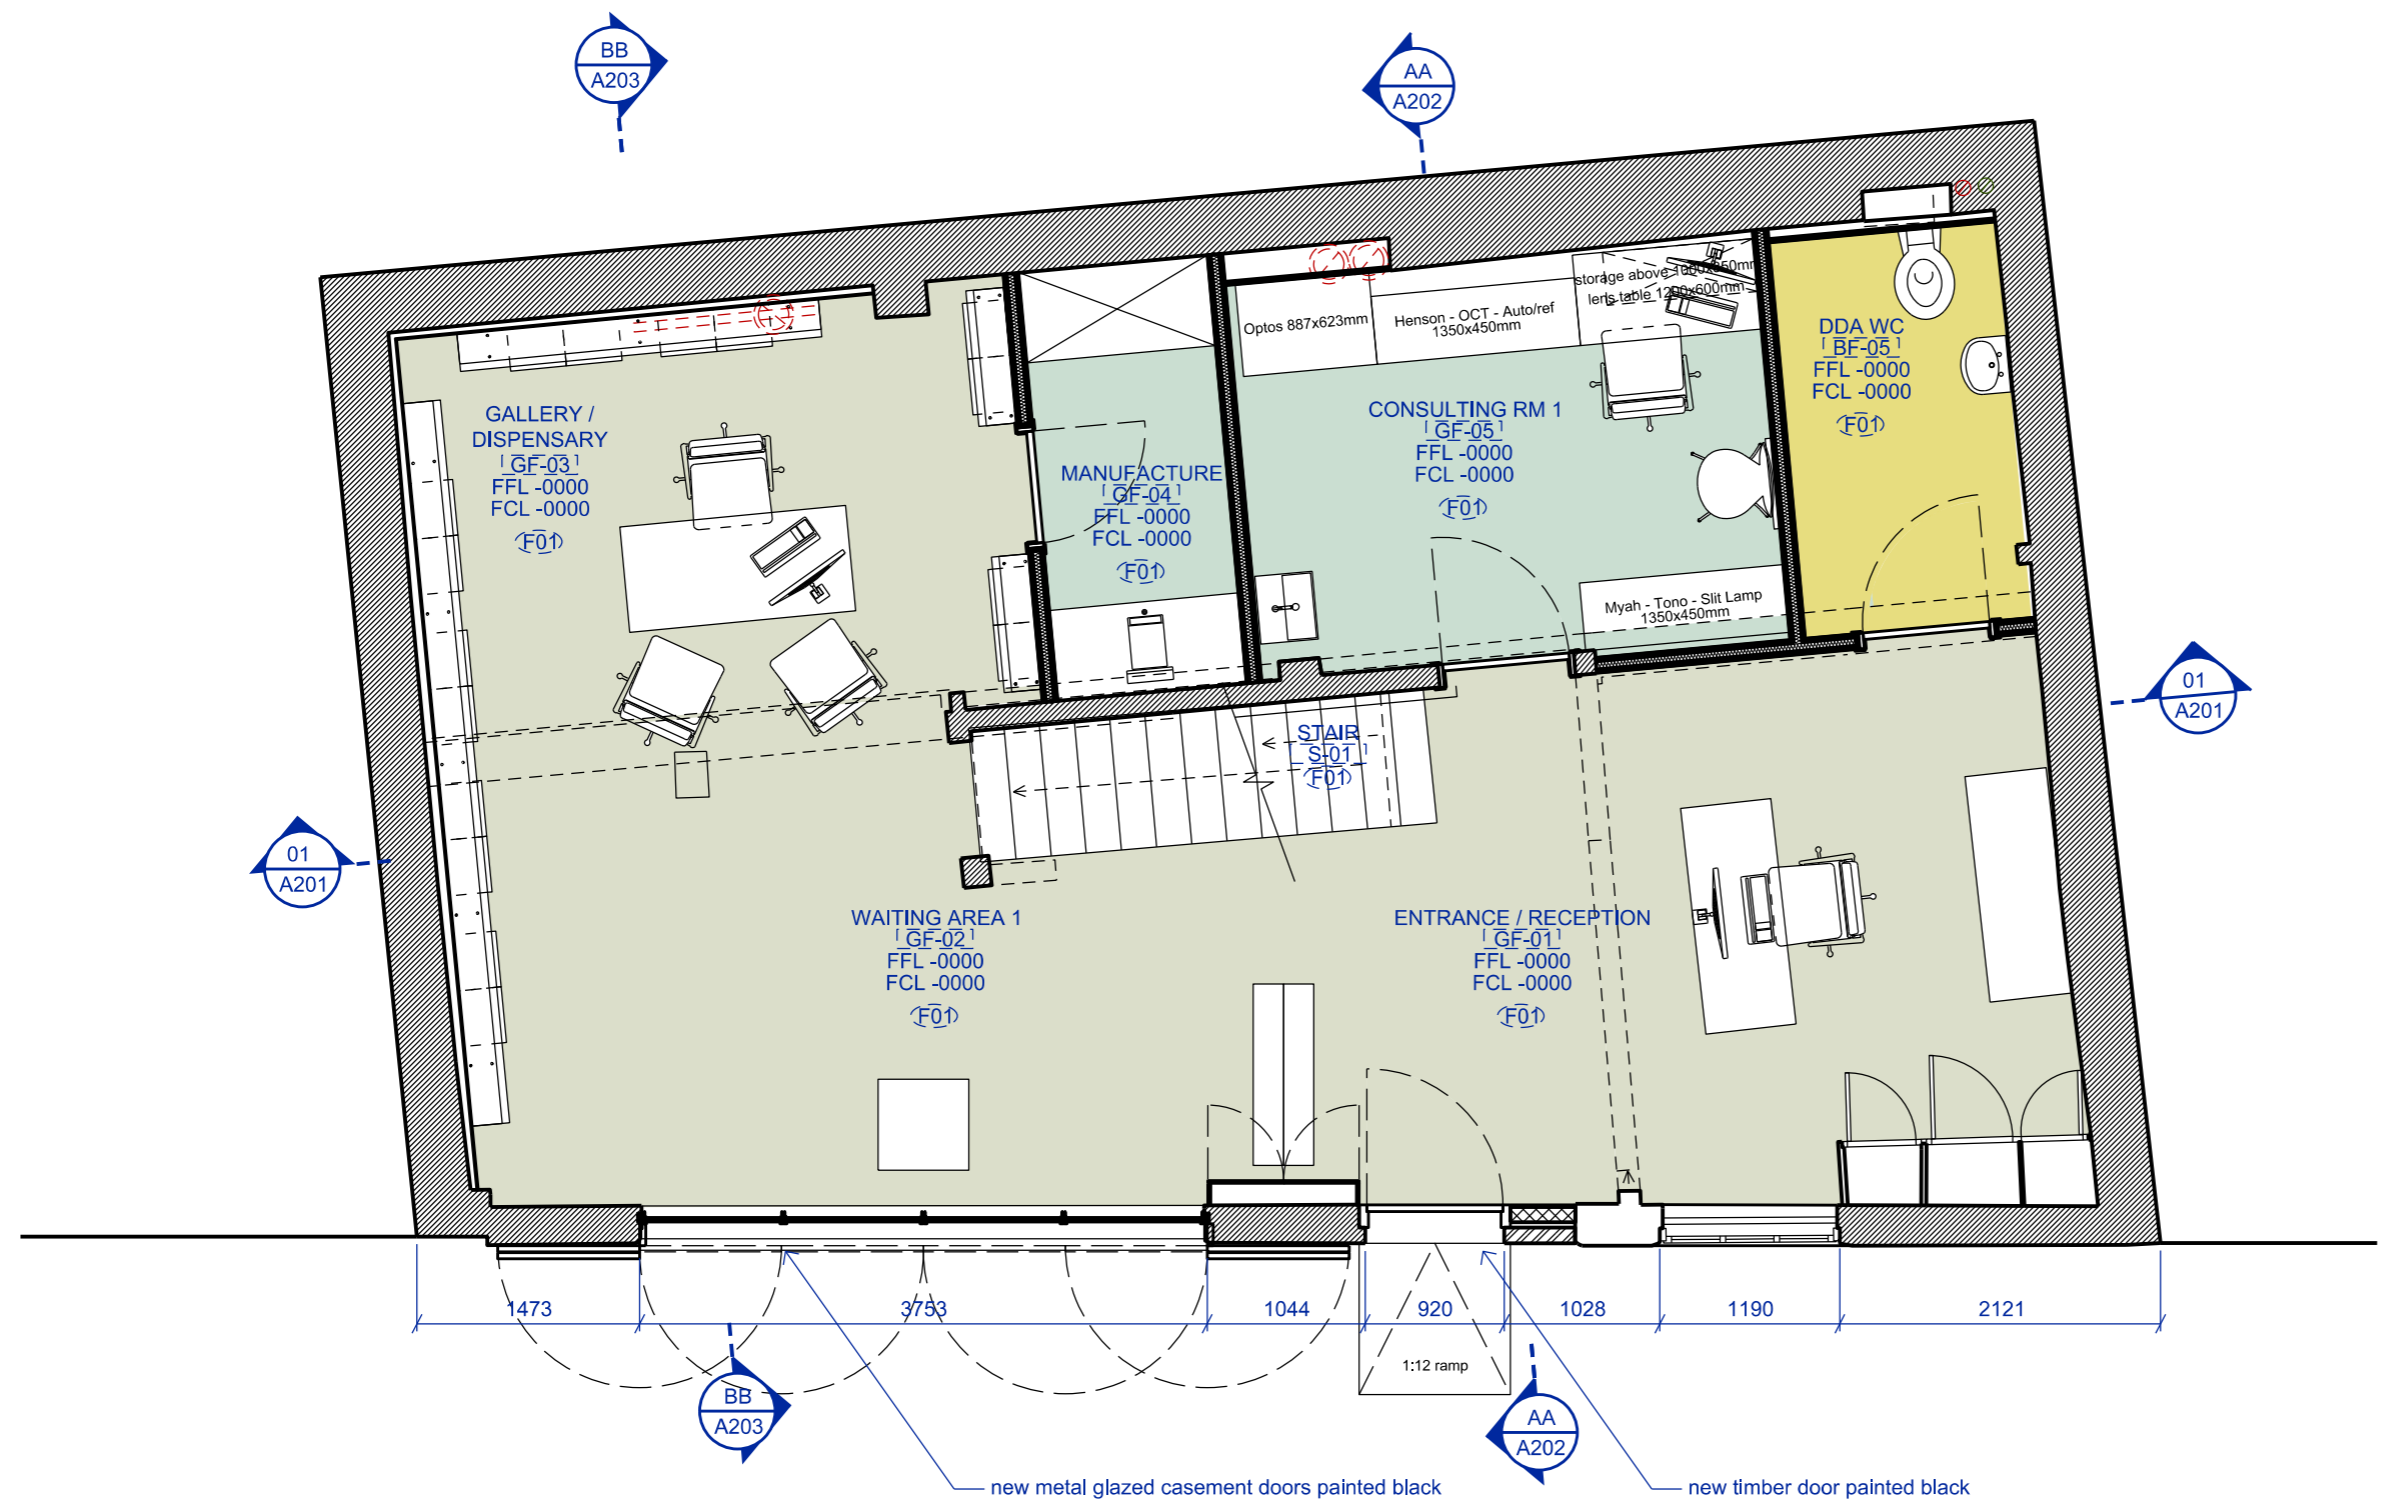 BB
A203
AA
A202
Optos 887x623mm
Henson - OCT - Auto/ref
1350x450mm
storage above 1000x350mm
lens table 1200x600mm
DDA WC
BF-05
FFL -0000
FCL -0000
F01
GALLERY /
DISPENSARY
GF-03
FFL -0000
FCL -0000
F01
MANUFACTURE
GF-04
FFL -0000
FCL -0000
F01
CONSULTING RM 1
GF-05
FFL -0000
FCL -0000
F01
Myah - Tono - Slit Lamp
1350x450mm
01
A201
STAIR
S-01
F01
01
A201
WAITING AREA 1
GF-02
FFL -0000
FCL -0000
F01
ENTRANCE / RECEPTION
GF-01
FFL -0000
FCL -0000
F01
1473
3753
1044
920
1028
1190
2121
1:12 ramp
BB
A203
AA
A202
new metal glazed casement doors painted black
new timber door painted black